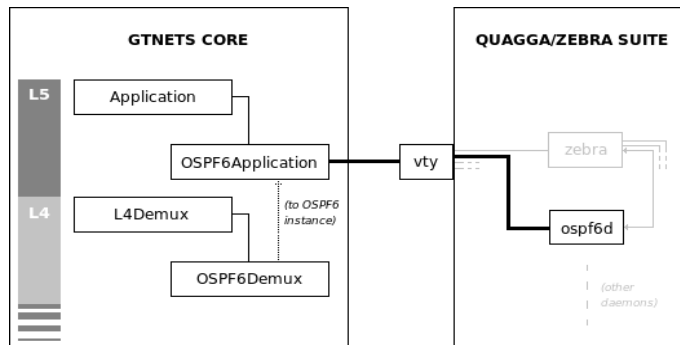 GTNETS CORE
QUAGGA/ZEBRA SUITE
L5
Application
OSPF6Application
vty
zebra
L4
L4Demux
(to OSPF6
instance)
ospf6d
OSPF6Demux
(other
daemons)